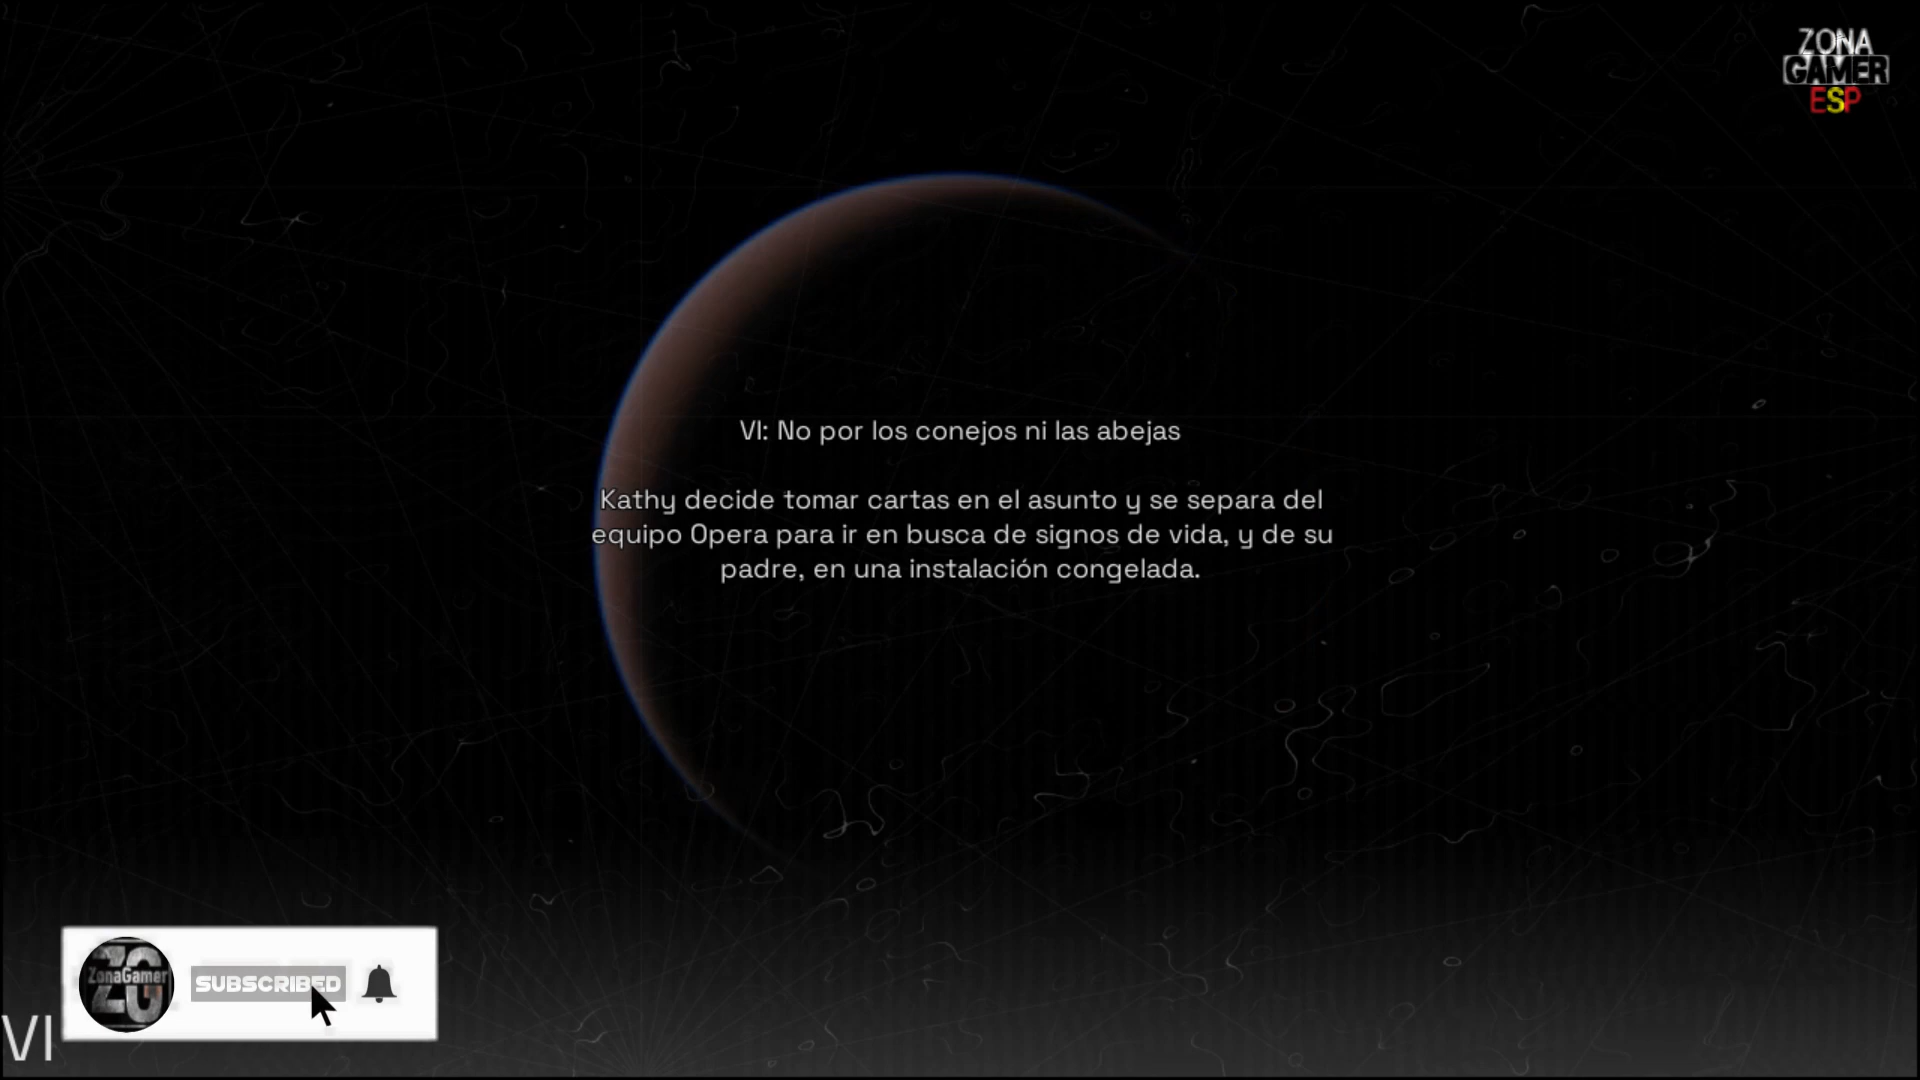 ZONA
GAMER
ESP
VI: No por los conejos ni las abejas
Kathy decide tomar cartas en el asunto y se separa del
equipo Opera para ir en busca de signos de vida, y de su
padre, en una instalación congelada.
ZG
ZonaGamer
SUBSCRIBED
VI